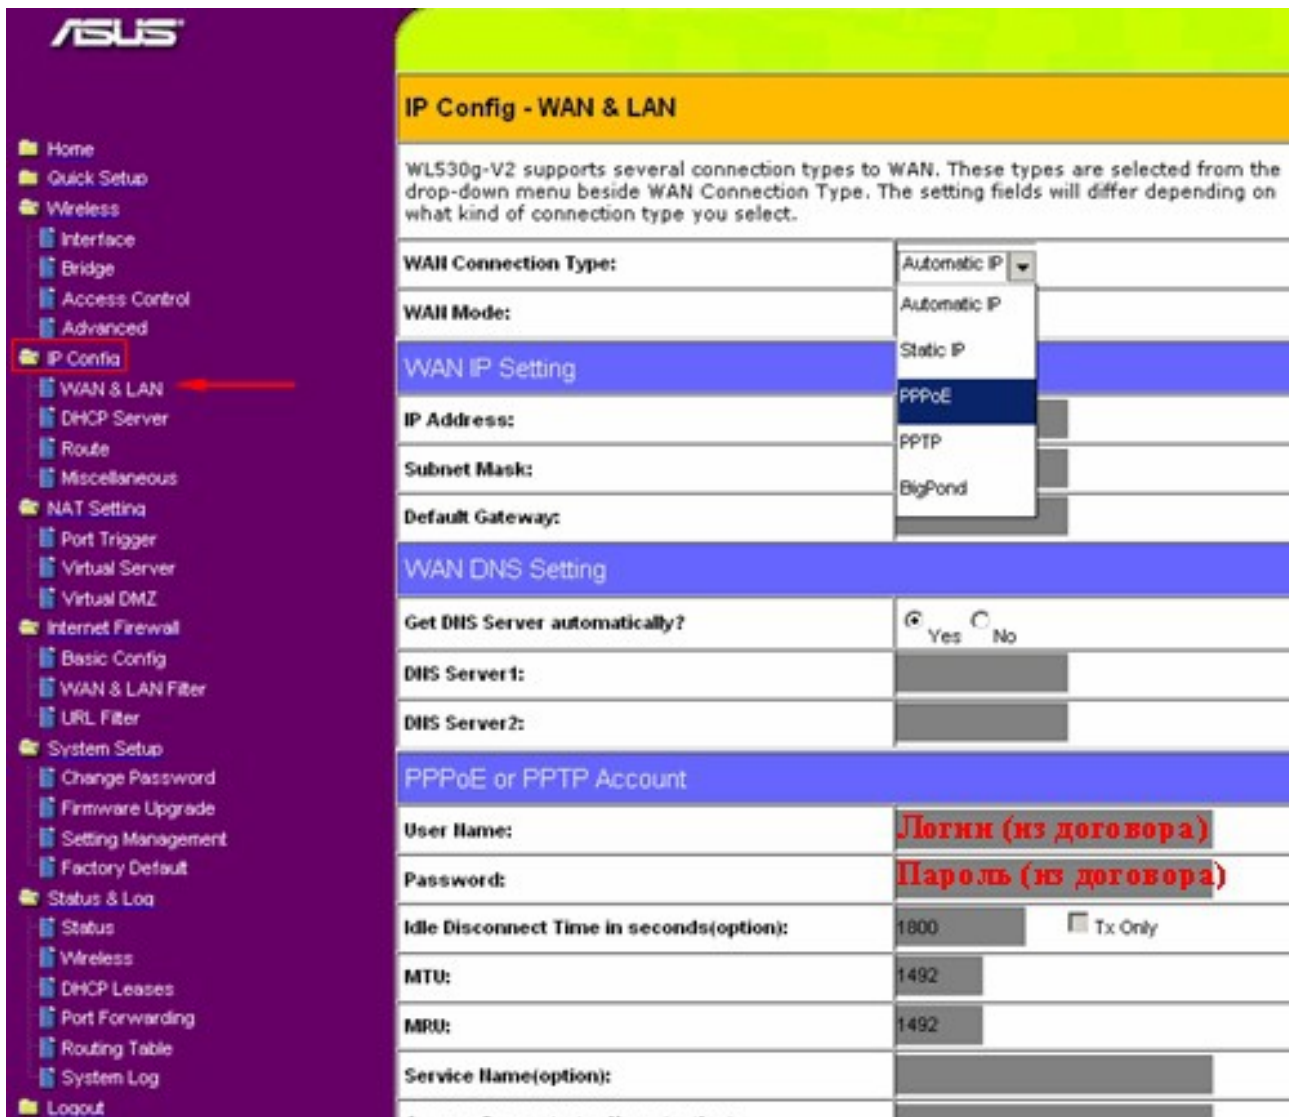 ASUS
Home
Quick Setup
Wireless
Interface
Bridge
Access Control
Advanced
IP Config
WAN & LAN
DHCP Server
Route
Miscellaneous
NAT Setting
Port Trigger
Virtual Server
Virtual DMZ
Internet Firewall
Basic Config
WAN & LAN Filter
URL Filter
System Setup
Change Password
Firmware Upgrade
Setting Management
Factory Default
Status & Log
Status
Wireless
DHCP Leases
Port Forwarding
Routing Table
System Log
Logout
IP Config - WAN & LAN
WL530g-V2 supports several connection types to WAN. These types are selected from the
drop-down menu beside WAN Connection Type. The setting fields will differ depending on
what kind of connection type you select.
WAN Connection Type: Automatic IP
Automatic IP
Static IP
PPPoE
PPTP
BigPond
WAN Mode:
WAN IP Setting
IP Address:
Subnet Mask:
Default Gateway:
WAN DNS Setting
Get DNS Server automatically? Yes No
DNS Server1:
DNS Server2:
PPPoE or PPTP Account
User Name: Логин (из договора)
Password: Пароль (из договора)
Idle Disconnect Time in seconds(option): 1800 Tx Only
MTU: 1492
MRU: 1492
Service Name(option):